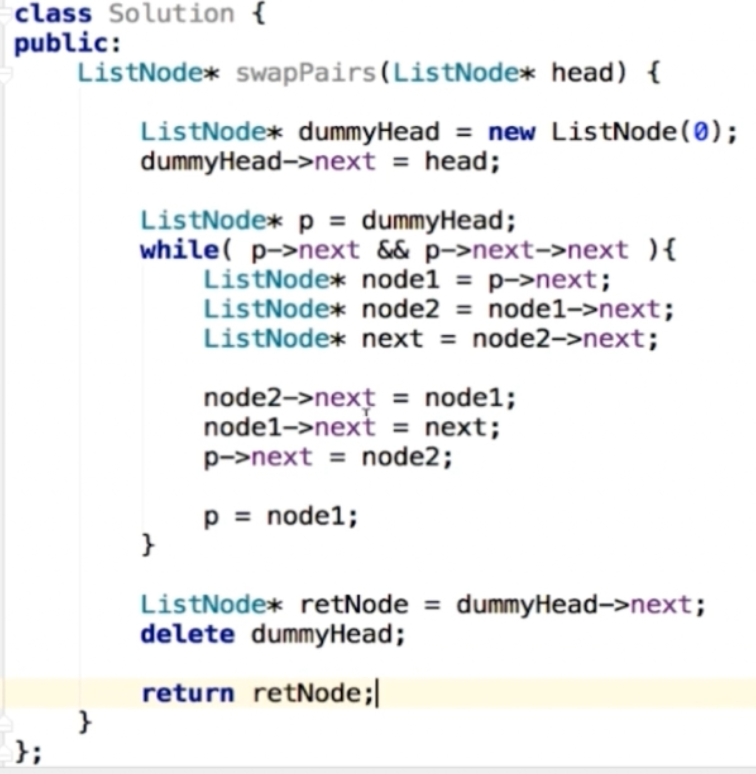 class Solution {
public:
    ListNode* swapPairs(ListNode* head) {

        ListNode* dummyHead = new ListNode(0);
        dummyHead->next = head;

        ListNode* p = dummyHead;
        while( p->next && p->next->next ){
            ListNode* node1 = p->next;
            ListNode* node2 = node1->next;
            ListNode* next = node2->next;

            node2->next = node1;
            node1->next = next;
            p->next = node2;

            p = node1;
        }

        ListNode* retNode = dummyHead->next;
        delete dummyHead;

        return retNode;
    }
};